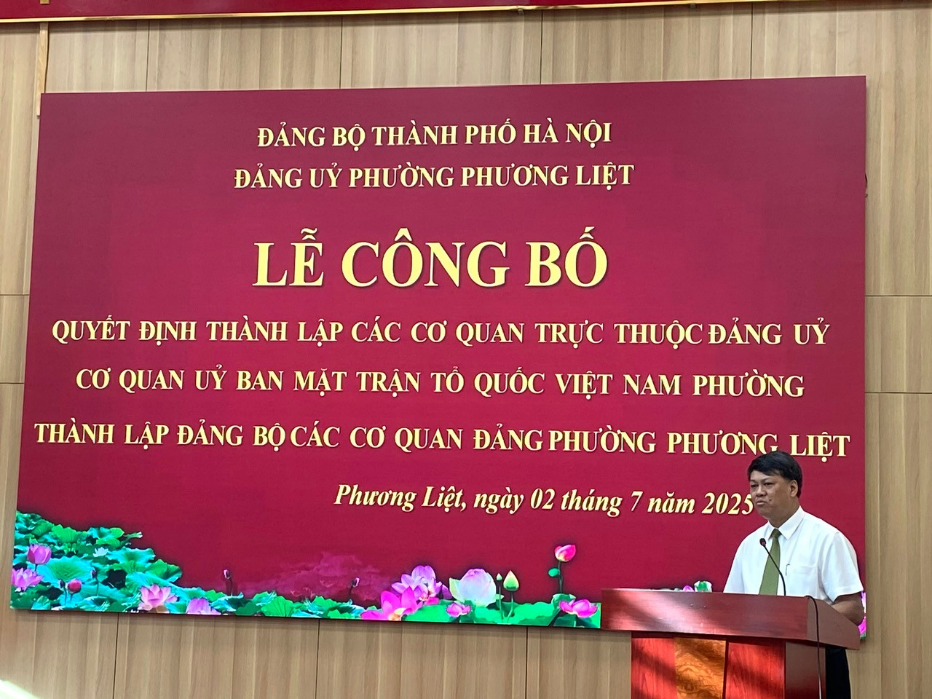 ĐẢNG BỘ THÀNH PHỐ HÀ NỘI
ĐẢNG UỶ PHƯỜNG PHƯƠNG LIỆT
LỄ CÔNG BỐ
QUYẾT ĐỊNH THÀNH LẬP CÁC CƠ QUAN TRỰC THUỘC ĐẢNG UỶ
CƠ QUAN UỶ BAN MẶT TRẬN TỔ QUỐC VIỆT NAM PHƯỜNG
THÀNH LẬP ĐẢNG BỘ CÁC CƠ QUAN ĐẢNG PHƯỜNG PHƯƠNG LIỆT
Phương Liệt, ngày 02 tháng 7 năm 2025